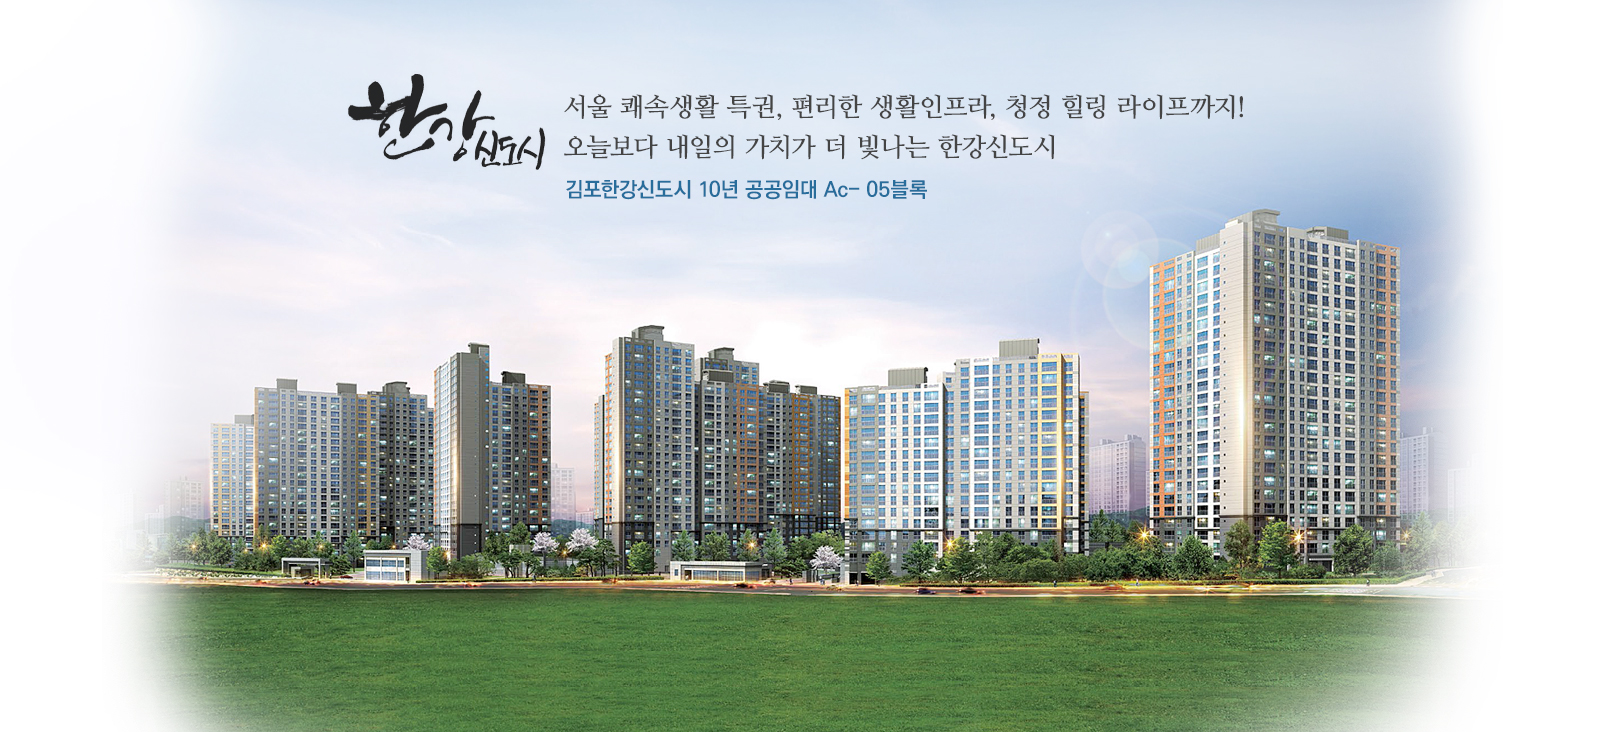 한강신도시
서울 쾌속생활 특권, 편리한 생활인프라, 청정 힐링 라이프까지!
오늘보다 내일의 가치가 더 빛나는 한강신도시
김포한강신도시 10년 공공임대 Ac- 05블록